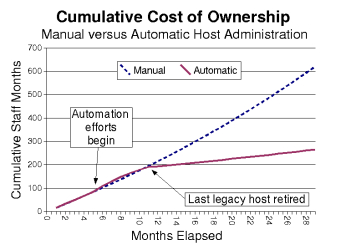 Cumulative Cost of Ownership
Manual versus Automatic Host Administration
Cumulative Staff Months
700
600
500
400
300
200
100
0
Manual
Automatic
Automation
efforts
begin
Last legacy host retired
0
2
4
6
8
10
12
14
16
18
20
22
24
26
28
Months Elapsed